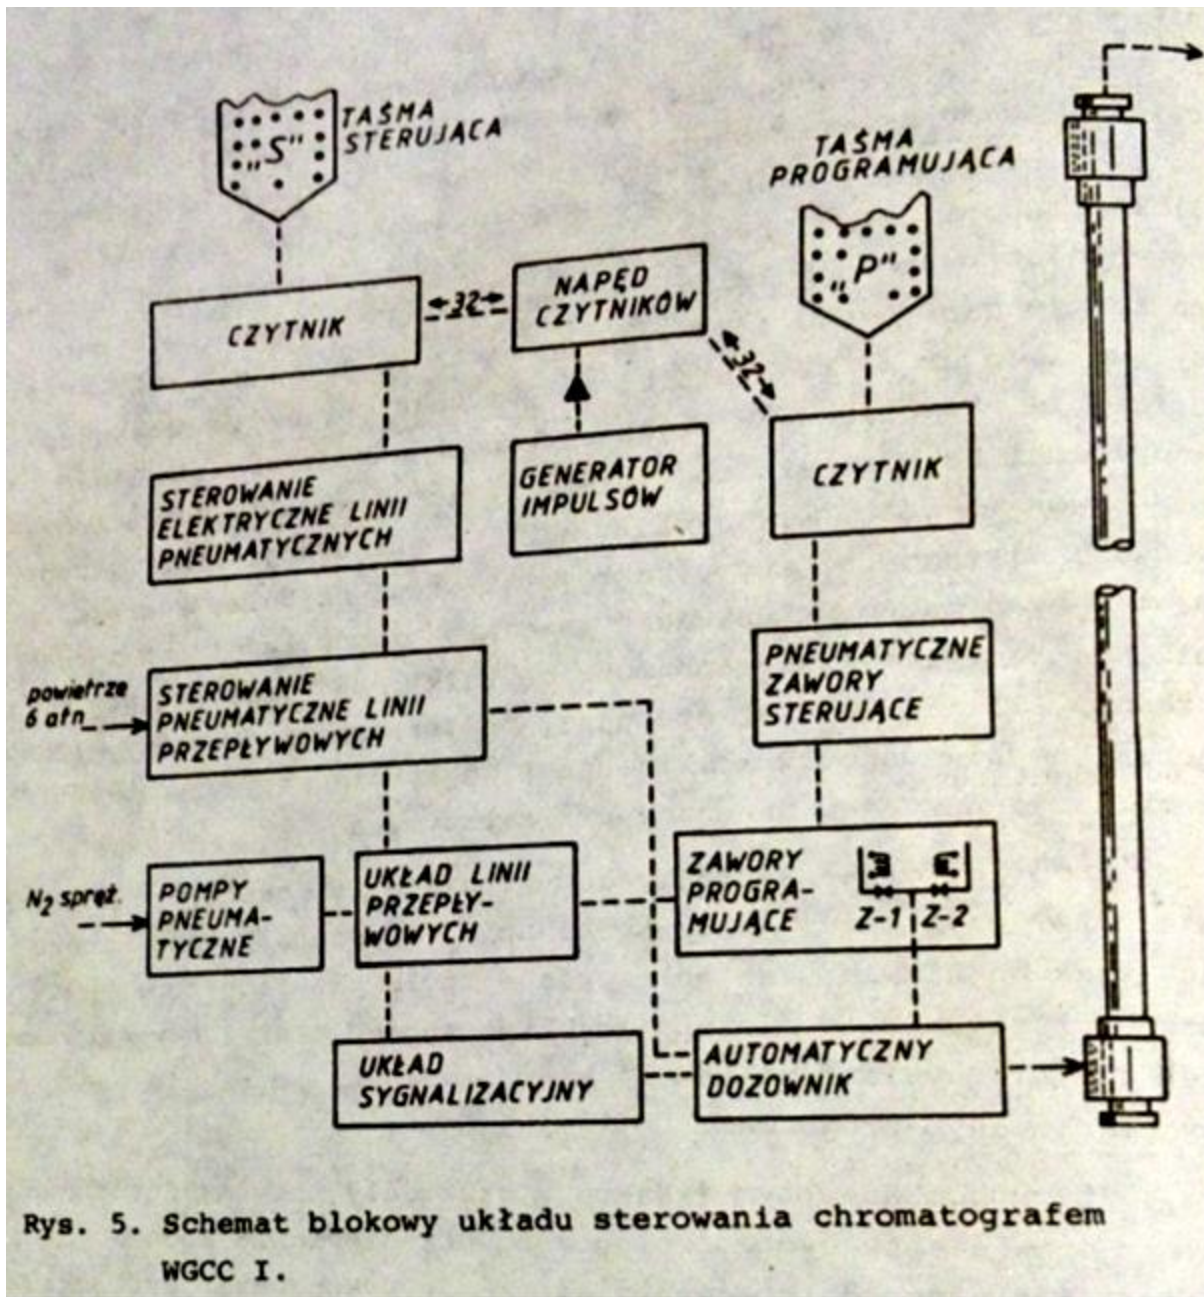 TAŚMA
STERUJĄCA
„S"
TAŚMA
PROGRAMUJĄCA
„P"
CZYTNIK
32
NAPĘD
CZYTNIKÓW
32
CZYTNIK
STEROWANIE
ELEKTRYCZNE LINII
PNEUMATYCZNYCH
GENERATOR
IMPULSÓW
powietrze
6 atn
STEROWANIE
PNEUMATYCZNE LINII
PRZEPŁYWOWYCH
PNEUMATYCZNE
ZAWORY
STERUJĄCE
N2 spręż.
POMPY
PNEUMA-
TYCZNE
UKŁAD LINII
PRZEPŁY-
WOWYCH
ZAWORY
PROGRA-
MUJĄCE
Z-1 Z-2
UKŁAD
SYGNALIZACYJNY
AUTOMATYCZNY
DOZOWNIK
Rys. 5. Schemat blokowy układu sterowania chromatografem
WGCC I.